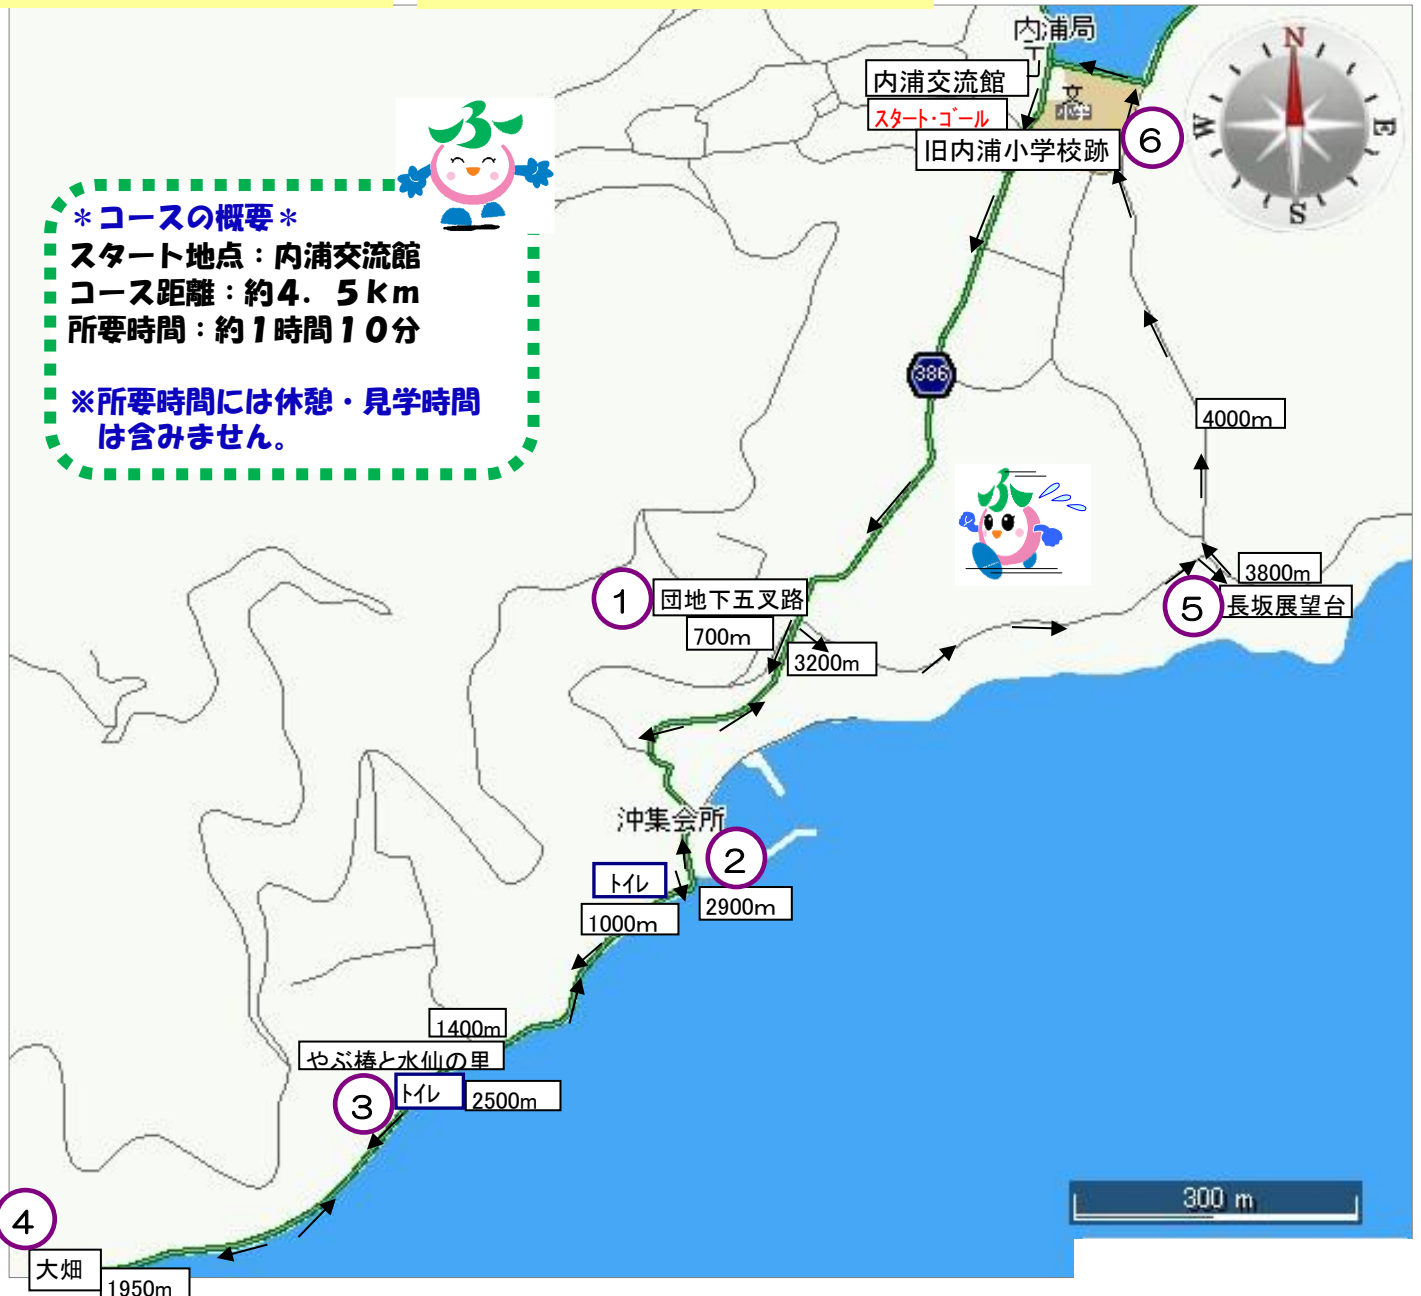 内浦局
内浦交流館
スタート・ゴール
文
旧内浦小学校跡
⑥
N
W
E
S
ふ
＊コースの概要＊
スタート地点：内浦交流館
コース距離：約4．5km
所要時間：約1時間10分
※所要時間には休憩・見学時間
は含みません。
386
4000m
ふ
3800m
⑤
長坂展望台
①
団地下五叉路
700m
3200m
沖集会所
②
トイレ
2900m
1000m
1400m
やぶ椿と水仙の里
③
トイレ
2500m
300 m
④
大畑
1950m